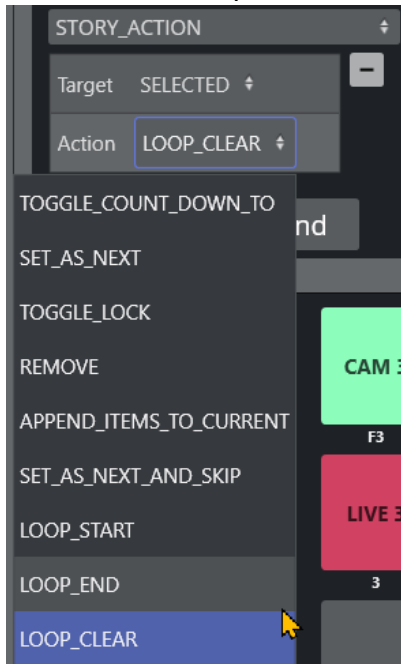 STORY_ACTION
Target SELECTED
Action LOOP_CLEAR
TOGGLE_COUNT_DOWN_TO
nd
SET_AS_NEXT
TOGGLE_LOCK
REMOVE
CAM 3
APPEND_ITEMS_TO_CURRENT
F3
SET_AS_NEXT_AND_SKIP
LIVE 3
LOOP_START
LOOP_END
3
LOOP_CLEAR